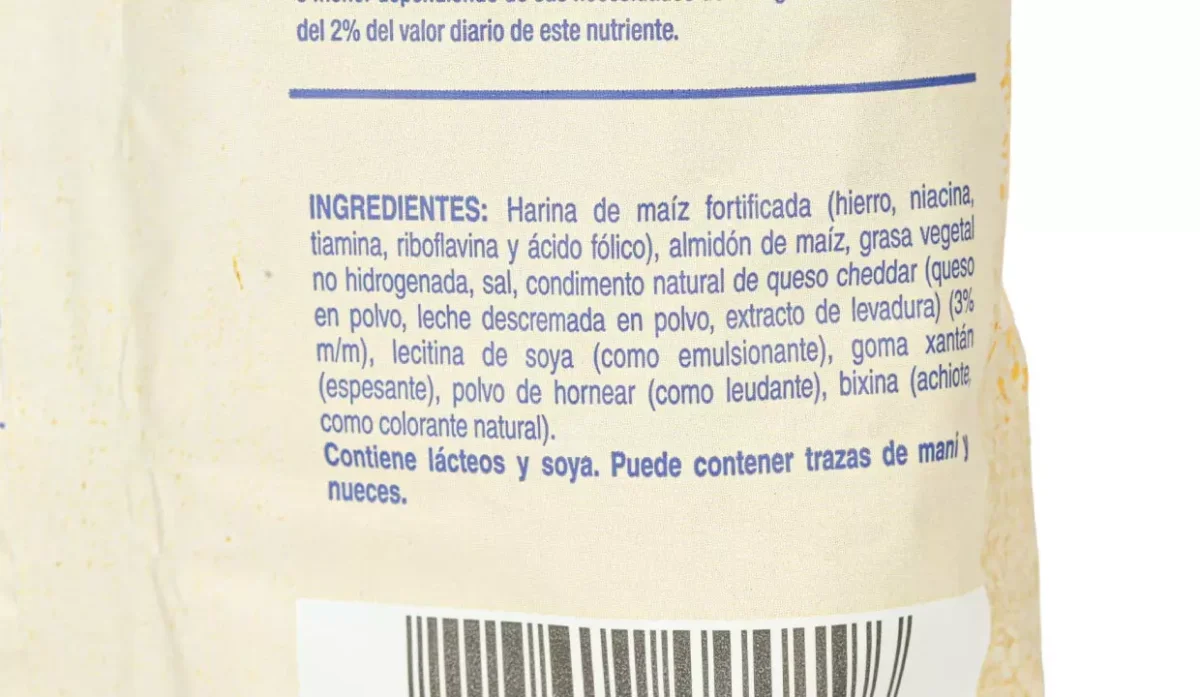 del 2% del valor diario de este nutriente.
INGREDIENTES: Harina de maíz fortificada (hierro, niacina,
tiamina, riboflavina y ácido fólico), almidón de maíz, grasa vegetal
no hidrogenada, sal, condimento natural de queso cheddar (queso
en polvo, leche descremada en polvo, extracto de levadura) (3%
m/m), lecitina de soya (como emulsionante), goma xantán
(espesante), polvo de hornear (como leudante), bixina (achiote,
como colorante natural).
Contiene lácteos y soya. Puede contener trazas de maní y
nueces.